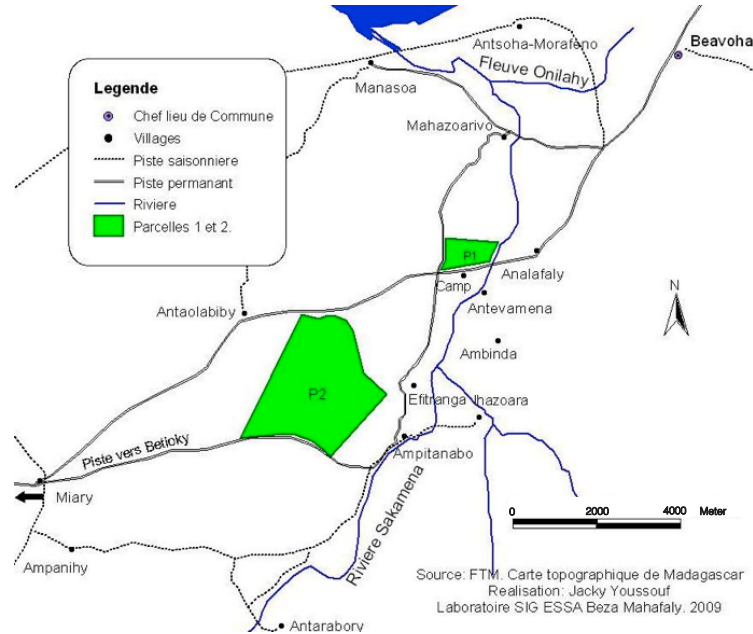 Antsoha-Morafeno
Beavoha
Fleuve Onilahy
Manasoa
Legende
Chef lieu de Commune
Villages
Piste saisonniere
Piste permanant
Riviere
Parcelles 1 et 2.
Mahazoarivo
P1
Analafaly
Camp
N
Antaolabiby
Antevamena
Ambinda
P2
Efitranga
Ihazoara
Piste vers Betioky
Ampitanabo
Miary
Riviere Sakamena
0 2000 4000 Meter
Ampanihy
Source: FTM. Carte topographique de Madagascar
Realisation: Jacky Youssouf
Laboratoire SIG ESSA Beza Mahafaly. 2009
Antarabory